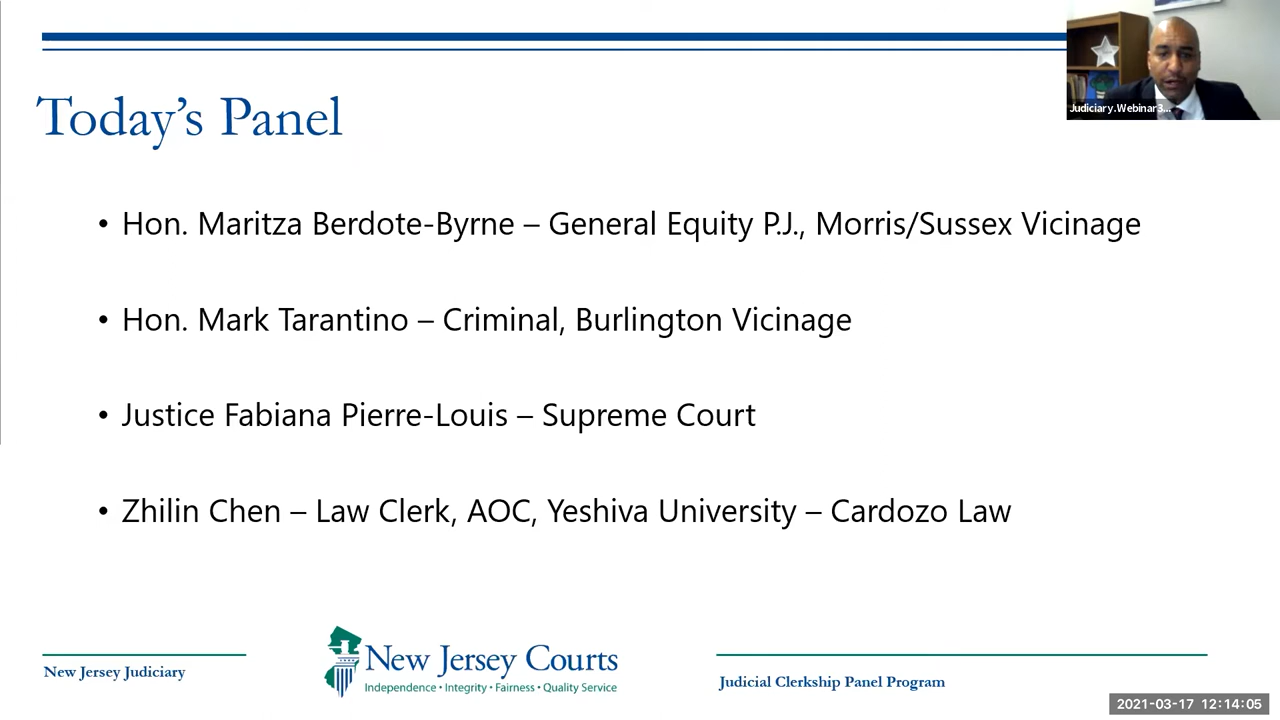 Judiciary.Webinar3...
Today's Panel
• Hon. Maritza Berdote-Byrne – General Equity P.J., Morris/Sussex Vicinage
• Hon. Mark Tarantino – Criminal, Burlington Vicinage
• Justice Fabiana Pierre-Louis – Supreme Court
• Zhilin Chen – Law Clerk, AOC, Yeshiva University – Cardozo Law
New Jersey Judiciary
New Jersey Courts
Independence • Integrity • Fairness • Quality Service
Judicial Clerkship Panel Program
2021-03-17 12:14:05